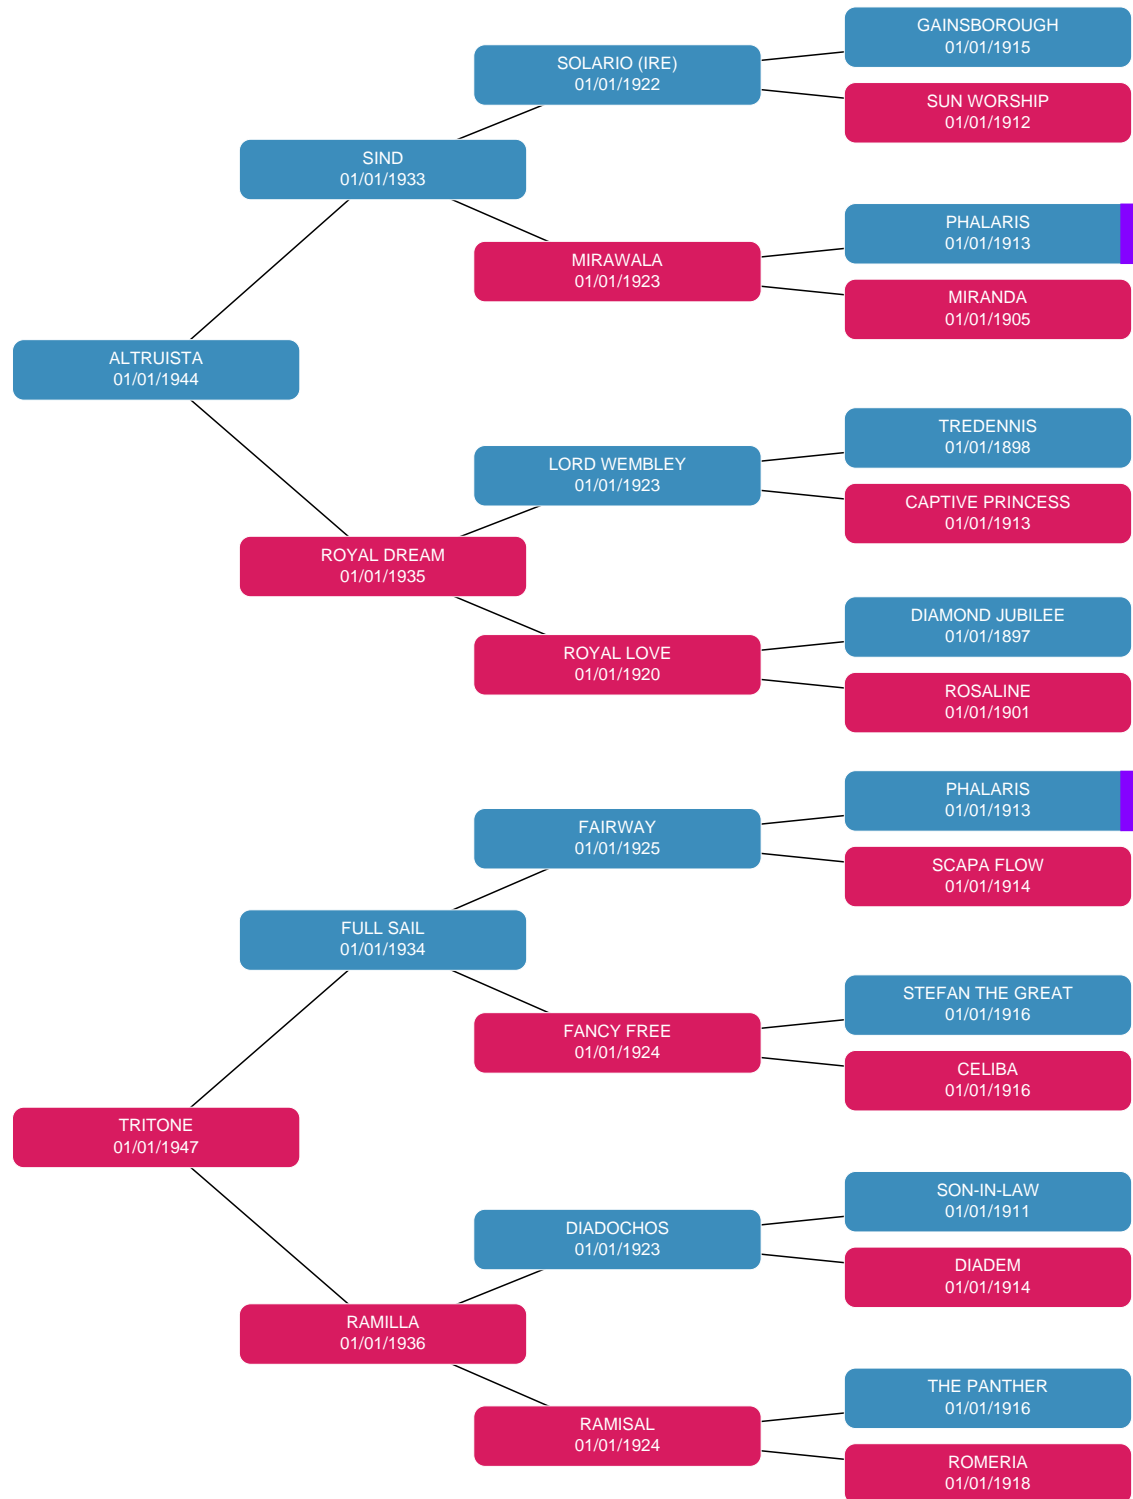 GAINSBOROUGH
01/01/1915
SOLARIO (IRE)
01/01/1922
SUN WORSHIP
01/01/1912
SIND
01/01/1933
PHALARIS
01/01/1913
MIRAWALA
01/01/1923
MIRANDA
01/01/1905
ALTRUISTA
01/01/1944
TREDENNIS
01/01/1898
LORD WEMBLEY
01/01/1923
CAPTIVE PRINCESS
01/01/1913
ROYAL DREAM
01/01/1935
DIAMOND JUBILEE
01/01/1897
ROYAL LOVE
01/01/1920
ROSALINE
01/01/1901
PHALARIS
01/01/1913
FAIRWAY
01/01/1925
SCAPA FLOW
01/01/1914
FULL SAIL
01/01/1934
STEFAN THE GREAT
01/01/1916
FANCY FREE
01/01/1924
CELIBA
01/01/1916
TRITONE
01/01/1947
SON-IN-LAW
01/01/1911
DIADOCHOS
01/01/1923
DIADEM
01/01/1914
RAMILLA
01/01/1936
THE PANTHER
01/01/1916
RAMISAL
01/01/1924
ROMERIA
01/01/1918